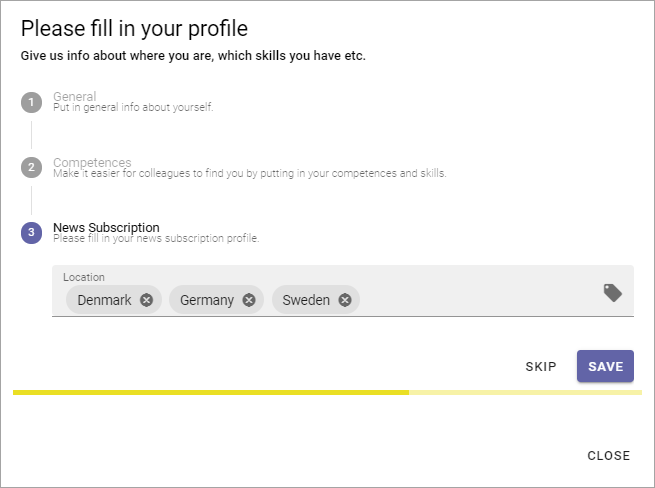 Please fill in your profile
Give us info about where you are, which skills you have etc.
1 General
Put in general info about yourself.
2 Competences
Make it easier for colleagues to find you by putting in your competences and skills.
3 News Subscription
Please fill in your news subscription profile.
Location
Denmark Germany Sweden
SKIP SAVE
CLOSE